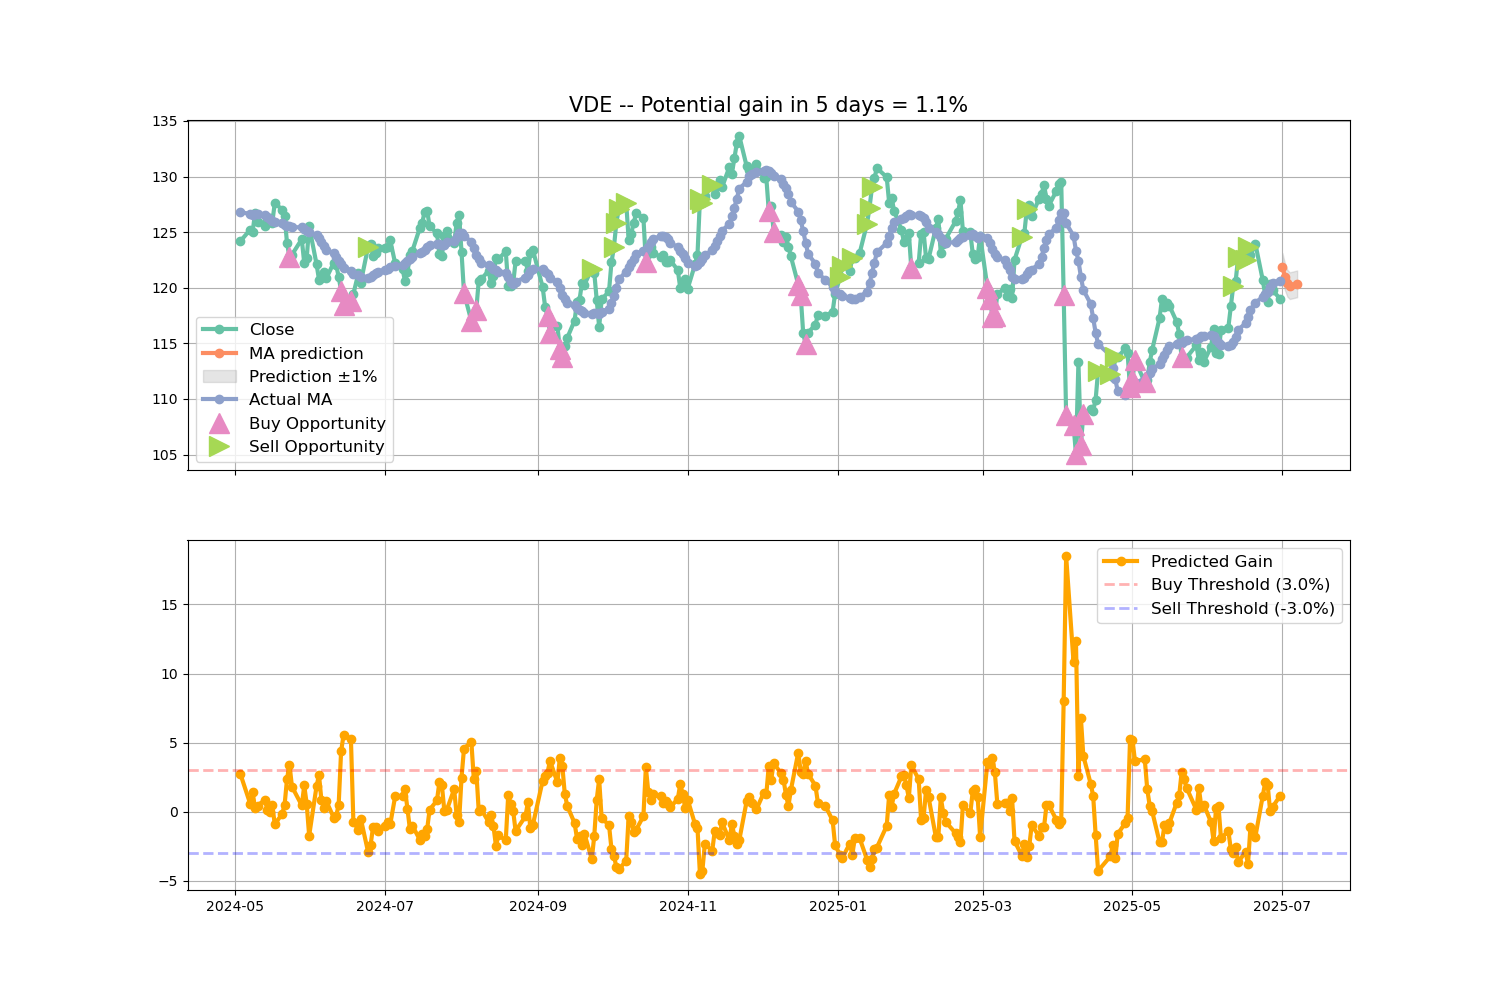 VDE -- Potential gain in 5 days = 1.1%
135
130
125
120
115
110
105
Close
MA prediction
Prediction ±1%
Actual MA
Buy Opportunity
Sell Opportunity
15
10
5
0
−5
Predicted Gain
Buy Threshold (3.0%)
Sell Threshold (-3.0%)
2024-05
2024-07
2024-09
2024-11
2025-01
2025-03
2025-05
2025-07